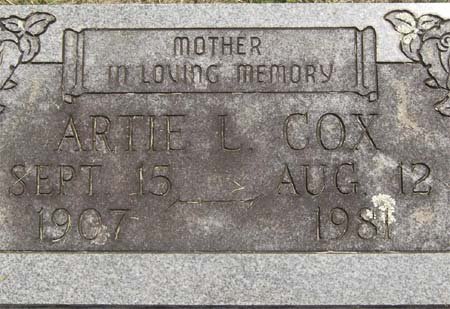 MOTHER
IN LOVING MEMORY
ARTIE L. COX
SEPT. 15 AUG. 12
1907 1981